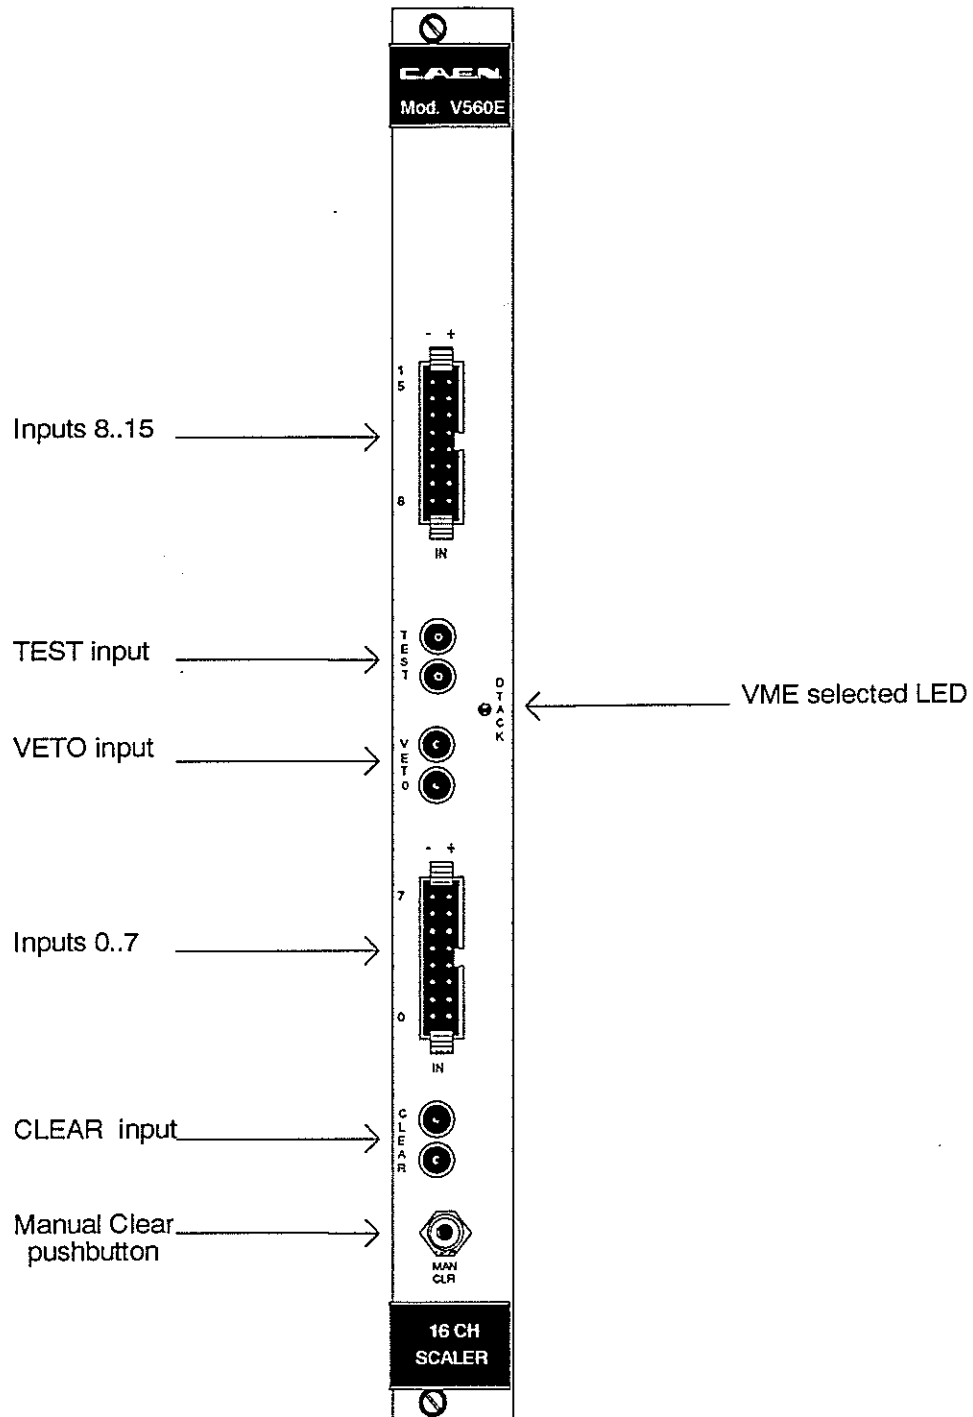 CAEN
Mod. V560E
- +
15
Inputs 8..15
8
IN
TEST
TEST input
DTACK
VME selected LED
VETO
VETO input
- +
7
Inputs 0..7
0
IN
CLEAR
CLEAR input
Manual Clear
pushbutton
MAN
CLR
16 CH
SCALER